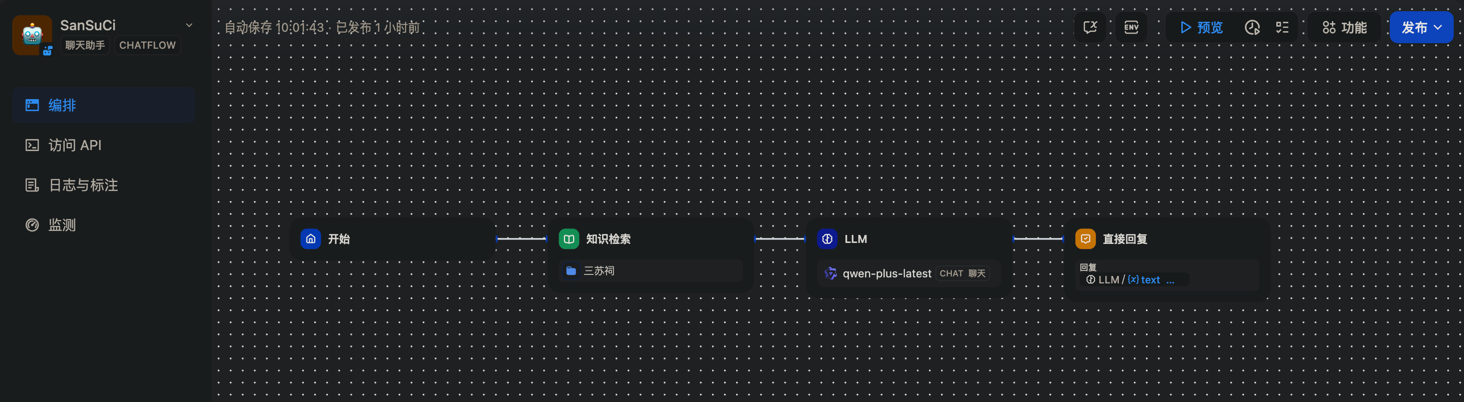 SanSuCi
聊天助手 CHATFLOW
编排
访问 API
日志与标注
监测
自动保存 10:01:43 · 已发布 1 小时前
ENV
预览
功能
发布
开始
知识检索
三苏祠
LLM
qwen-plus-latest CHAT 聊天
直接回复
回复
LLM / {x} text ...